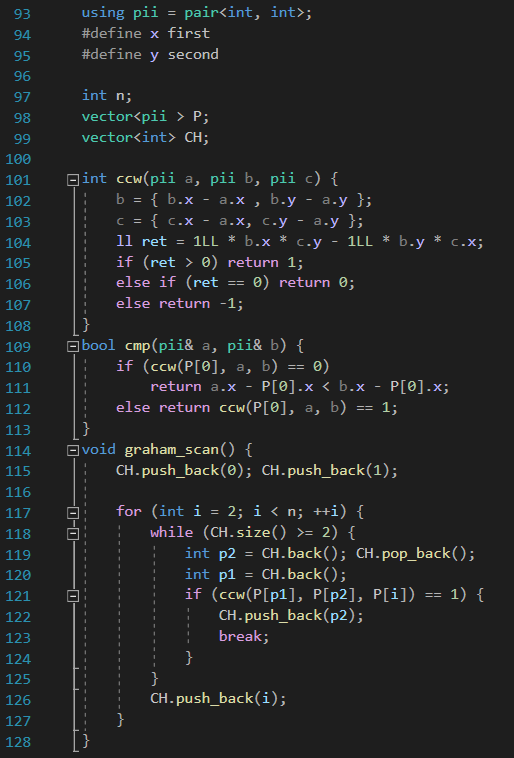 93 using pii = pair<int, int>;
94 #define x first
95 #define y second
96
97 int n;
98 vector<pii > P;
99 vector<int> CH;
100
101 int ccw(pii a, pii b, pii c) {
102 b = { b.x - a.x , b.y - a.y };
103 c = { c.x - a.x, c.y - a.y };
104 ll ret = 1LL * b.x * c.y - 1LL * b.y * c.x;
105 if (ret > 0) return 1;
106 else if (ret == 0) return 0;
107 else return -1;
108 }
109 bool cmp(pii& a, pii& b) {
110 if (ccw(P[0], a, b) == 0)
111 return a.x - P[0].x < b.x - P[0].x;
112 else return ccw(P[0], a, b) == 1;
113 }
114 void graham_scan() {
115 CH.push_back(0); CH.push_back(1);
116
117 for (int i = 2; i < n; ++i) {
118 while (CH.size() >= 2) {
119 int p2 = CH.back(); CH.pop_back();
120 int p1 = CH.back();
121 if (ccw(P[p1], P[p2], P[i]) == 1) {
122 CH.push_back(p2);
123 break;
124 }
125 }
126 CH.push_back(i);
127 }
128 }